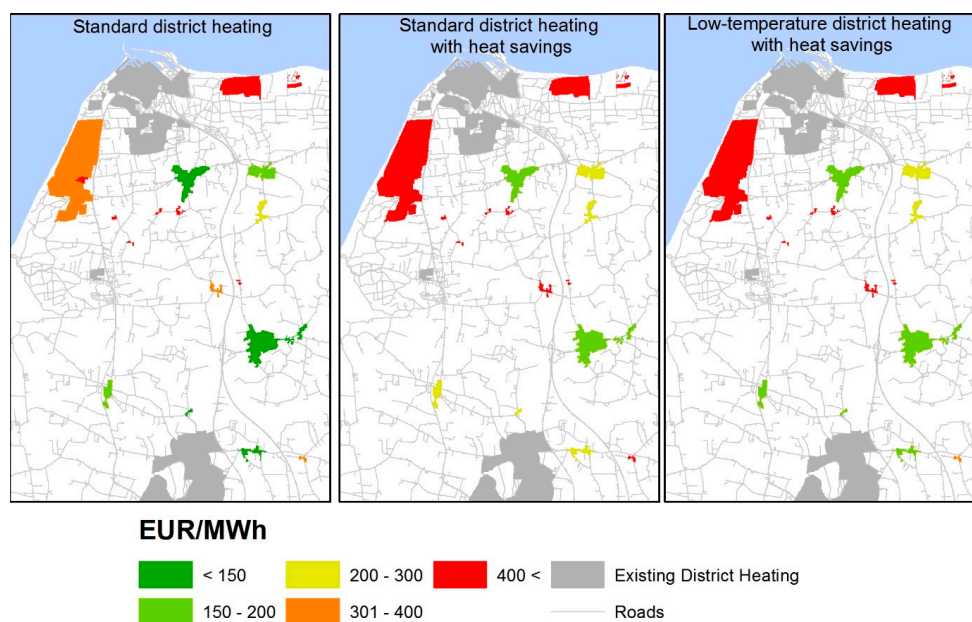 Standard district heating
Standard district heating
with heat savings
Low-temperature district heating
with heat savings
EUR/MWh
< 150
200 - 300
400 <
Existing District Heating
150 - 200
301 - 400
Roads